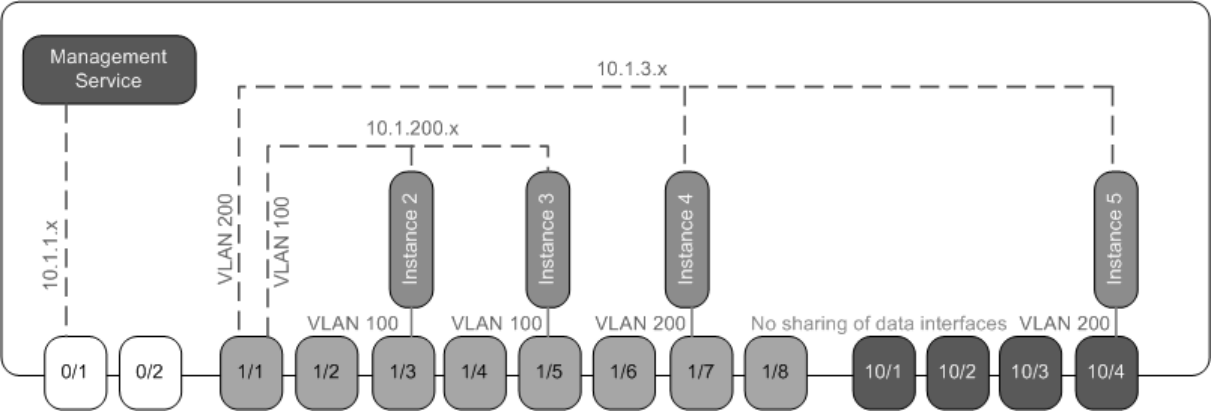 Management
Service
10.1.3.x
10.1.200.x
10.1.1.x
VLAN 200
VLAN 100
Instance 2
Instance 3
Instance 4
Instance 5
VLAN 100
VLAN 100
VLAN 200
No sharing of data interfaces
VLAN 200
0/1
0/2
1/1
1/2
1/3
1/4
1/5
1/6
1/7
1/8
10/1
10/2
10/3
10/4